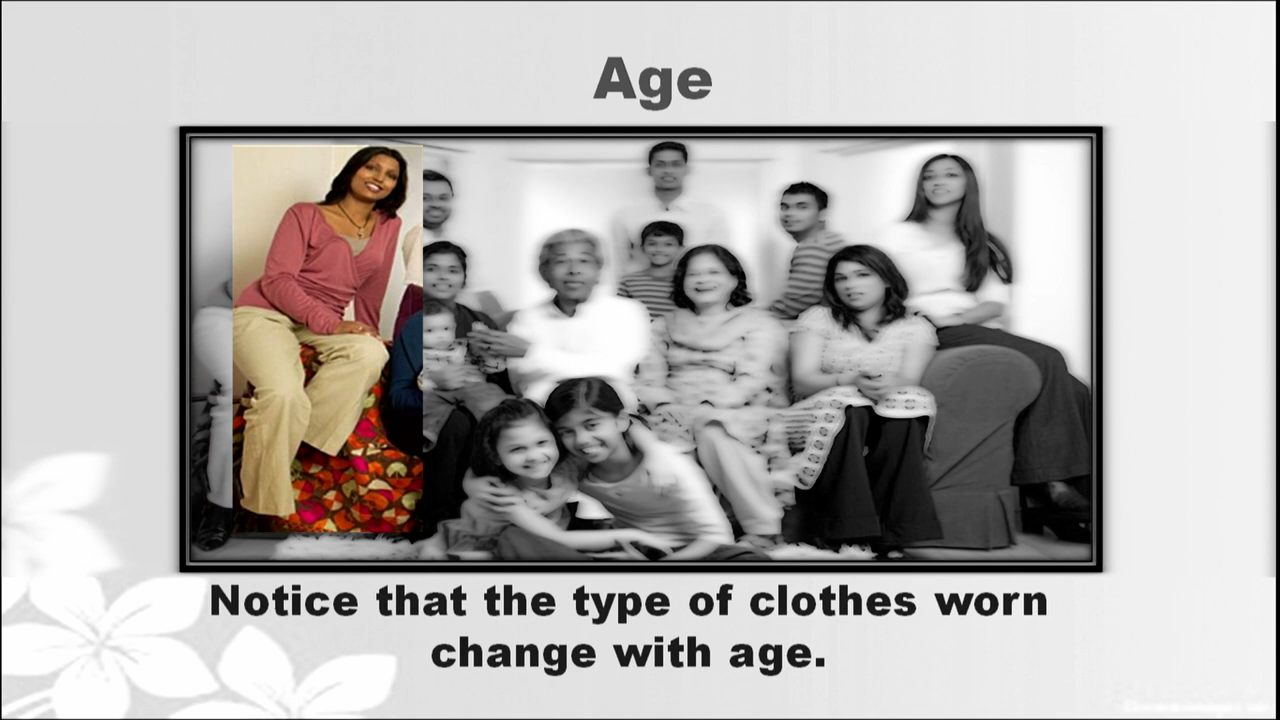 Age
Notice that the type of clothes worn
change with age.